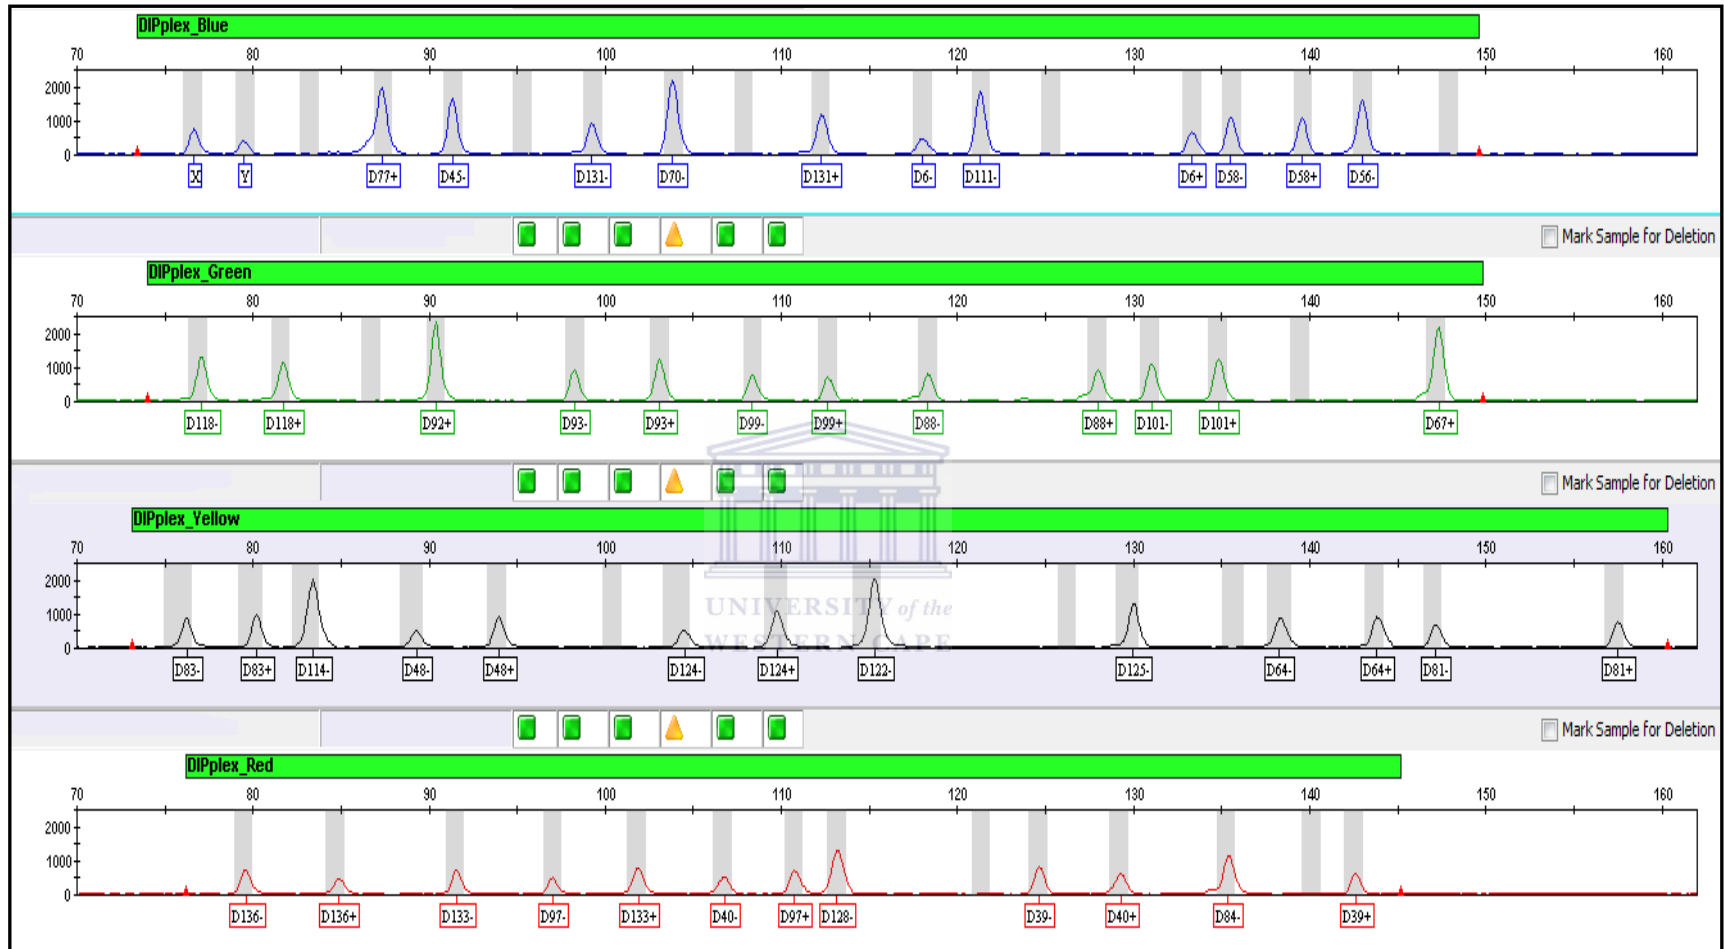 DIPplex_Blue
70 80 90 100 110 120 130 140 150 160
2000
1000
0
X Y D77+ D45- D131- D70- D131+ D6- D111- D6+ D58- D58+ D56-
Mark Sample for Deletion
DIPplex_Green
70 80 90 100 110 120 130 140 150 160
2000
1000
0
D118- D118+ D92+ D93- D93+ D99- D99+ D88- D88+ D101- D101+ D67+
Mark Sample for Deletion
DIPplex_Yellow
70 80 90 100 110 120 130 140 150 160
2000
1000
0
UNIVERSITY of the
WESTERN CAPE
D83- D83+ D114- D48- D48+ D124- D124+ D122- D125- D64- D64+ D81- D81+
Mark Sample for Deletion
DIPplex_Red
70 80 90 100 110 120 130 140 150 160
2000
1000
0
D136- D136+ D133- D97- D133+ D40- D97+ D128- D39- D40+ D84- D39+